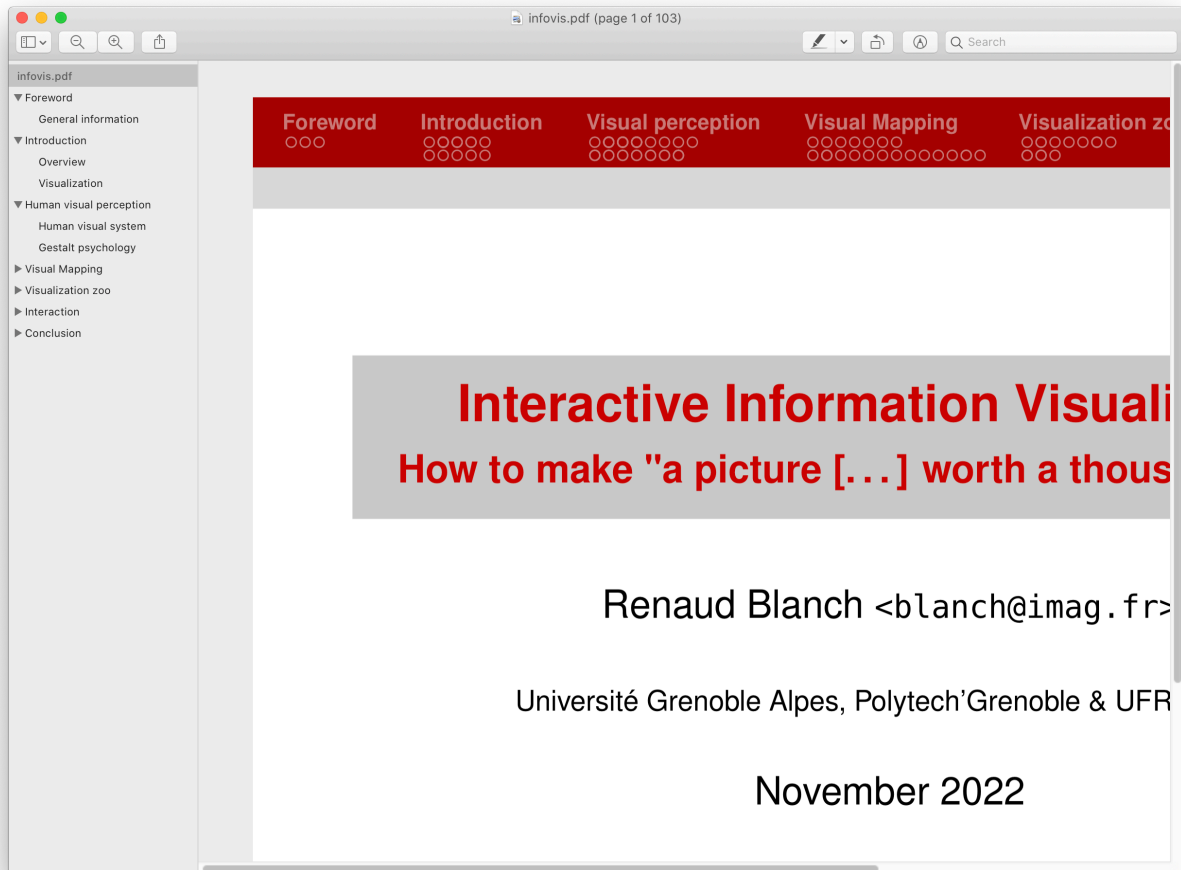 infovis.pdf (page 1 of 103)
Search
infovis.pdf
Foreword
General information
Introduction
Overview
Visualization
Human visual perception
Human visual system
Gestalt psychology
Visual Mapping
Visualization zoo
Interaction
Conclusion
Foreword Introduction Visual perception Visual Mapping Visualization zo
Interactive Information Visuali
How to make "a picture [...] worth a thous
Renaud Blanch <blanch@imag.fr>
Université Grenoble Alpes, Polytech'Grenoble & UFR
November 2022